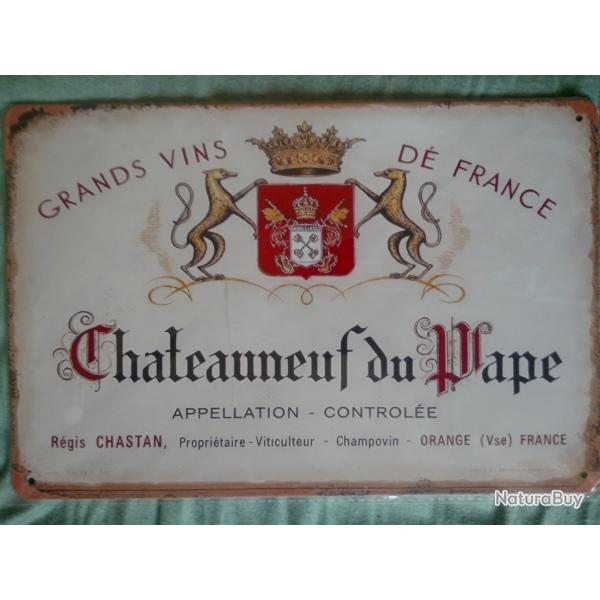 GRANDS VINS DÉ FRANCE
Chateauneuf du Pape
APPELLATION - CONTROLÉE
Régis CHASTAN, Propriétaire - Viticulteur - Champovin - ORANGE (Vse) FRANCE
NaturaBuy